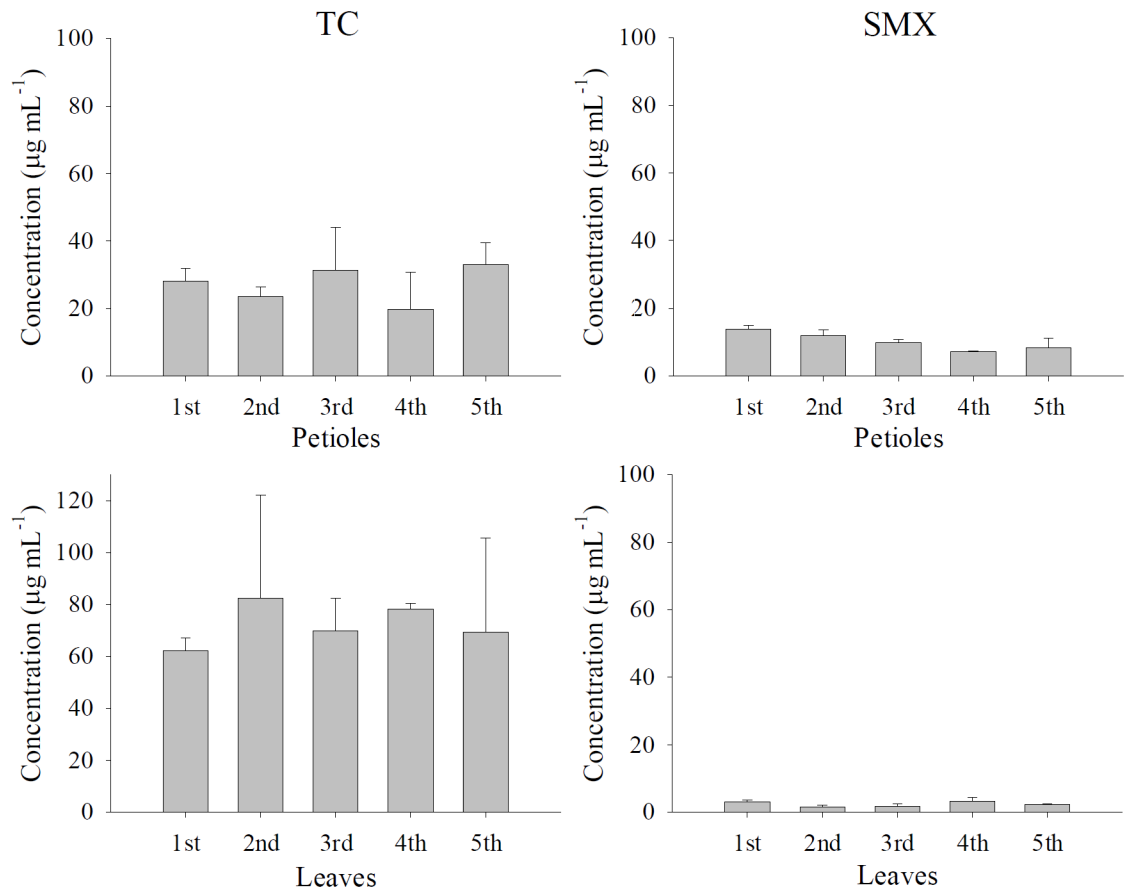 TC
Concentration (μg mL⁻¹)
100
80
60
40
20
0
1st 2nd 3rd 4th 5th
Petioles
SMX
Concentration (μg mL⁻¹)
100
80
60
40
20
0
1st 2nd 3rd 4th 5th
Petioles
Concentration (μg mL⁻¹)
120
100
80
60
40
20
0
1st 2nd 3rd 4th 5th
Leaves
Concentration (μg mL⁻¹)
100
80
60
40
20
0
1st 2nd 3rd 4th 5th
Leaves